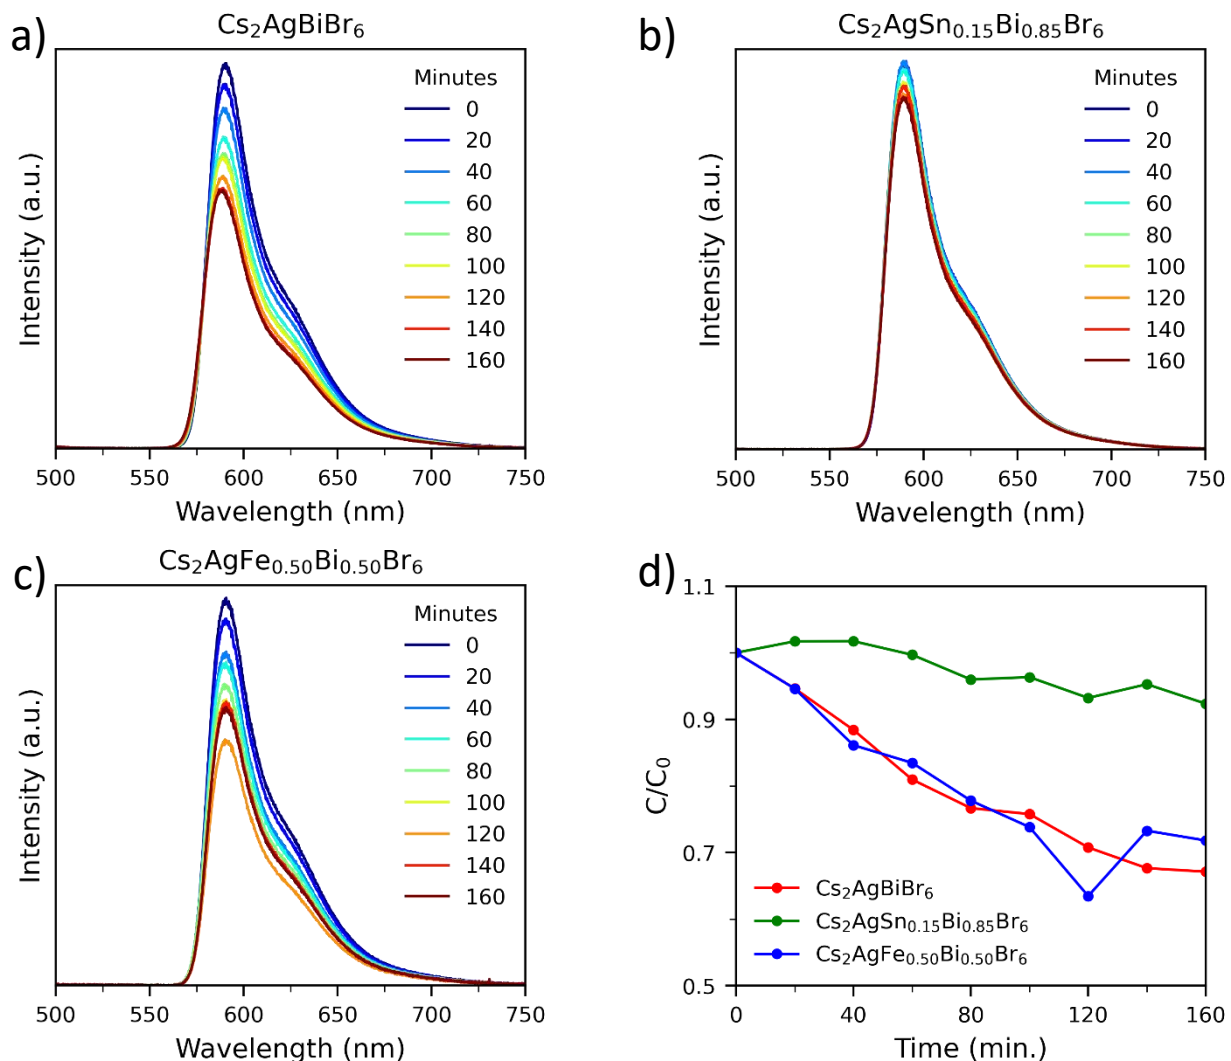 a)
Cs₂AgBiBr₆
Intensity (a.u.)
Minutes
0
20
40
60
80
100
120
140
160
500 550 600 650 700 750
Wavelength (nm)
b)
Cs₂AgSn₀.₁₅Bi₀.₈₅Br₆
Intensity (a.u.)
Minutes
0
20
40
60
80
100
120
140
160
500 550 600 650 700 750
Wavelength (nm)
c)
Cs₂AgFe₀.₅₀Bi₀.₅₀Br₆
Intensity (a.u.)
Minutes
0
20
40
60
80
100
120
140
160
500 550 600 650 700 750
Wavelength (nm)
d)
C/C₀
1.1
0.9
0.7
0.5
Cs₂AgBiBr₆
Cs₂AgSn₀.₁₅Bi₀.₈₅Br₆
Cs₂AgFe₀.₅₀Bi₀.₅₀Br₆
0 40 80 120 160
Time (min.)